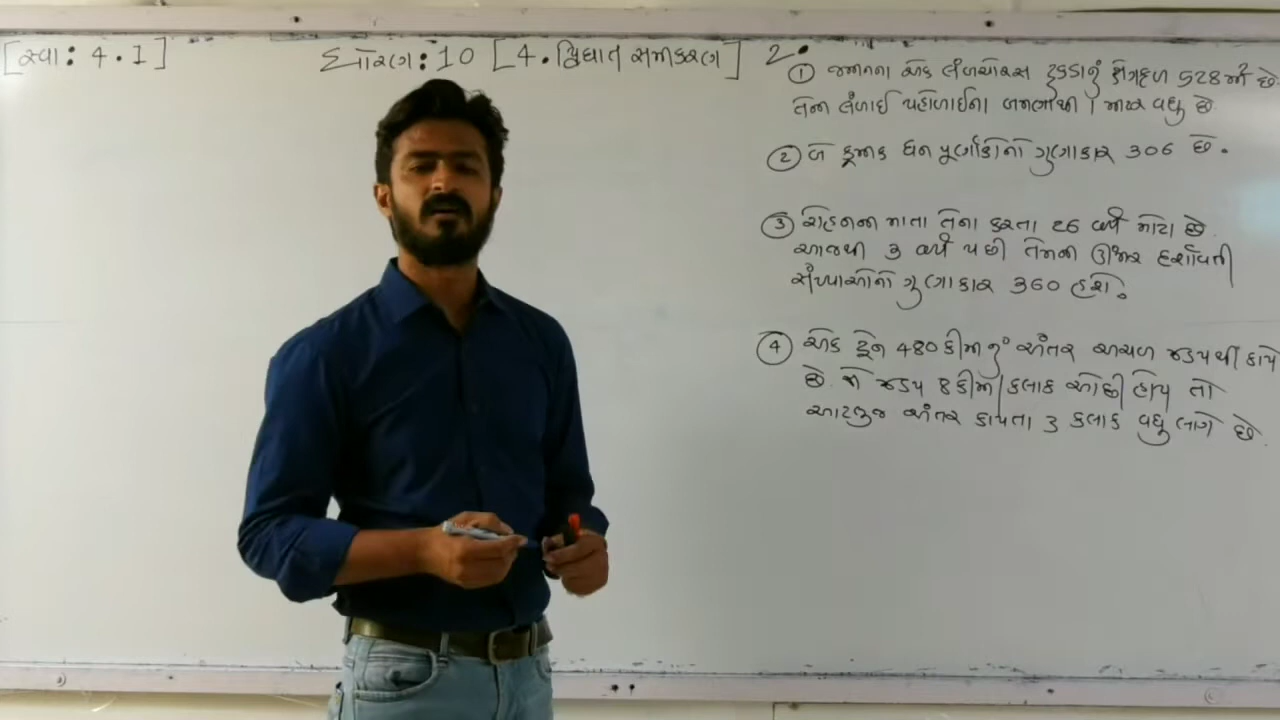 [સ્વા: 4.1]
ધોરણ: 10 [4. દ્વિઘાત સમીકરણ]
2.
① જમીનના એક લંબચોરસ ટુકડાનું ક્ષેત્રફળ 528 મી² છે.
તેની લંબાઈ પહોળાઈના બમણાથી 1 મીટર વધુ છે.
② બે ક્રમિક ધન પૂર્ણાંકોનો ગુણાકાર 306 છે.
③ રોહનની માતા તેના કરતા 26 વર્ષ મોટા છે.
આજથી 3 વર્ષ પછી તેમની ઉંમર દર્શાવતી
સંખ્યાઓનો ગુણાકાર 360 હશે.
④ એક ટ્રેન 480 કીમીનું અંતર અચળ ઝડપથી કાપે
છે. જો ઝડપ 8 કીમી/કલાક ઓછી હોય તો
આટલુજ અંતર કાપતા 3 કલાક વધુ લાગે છે.